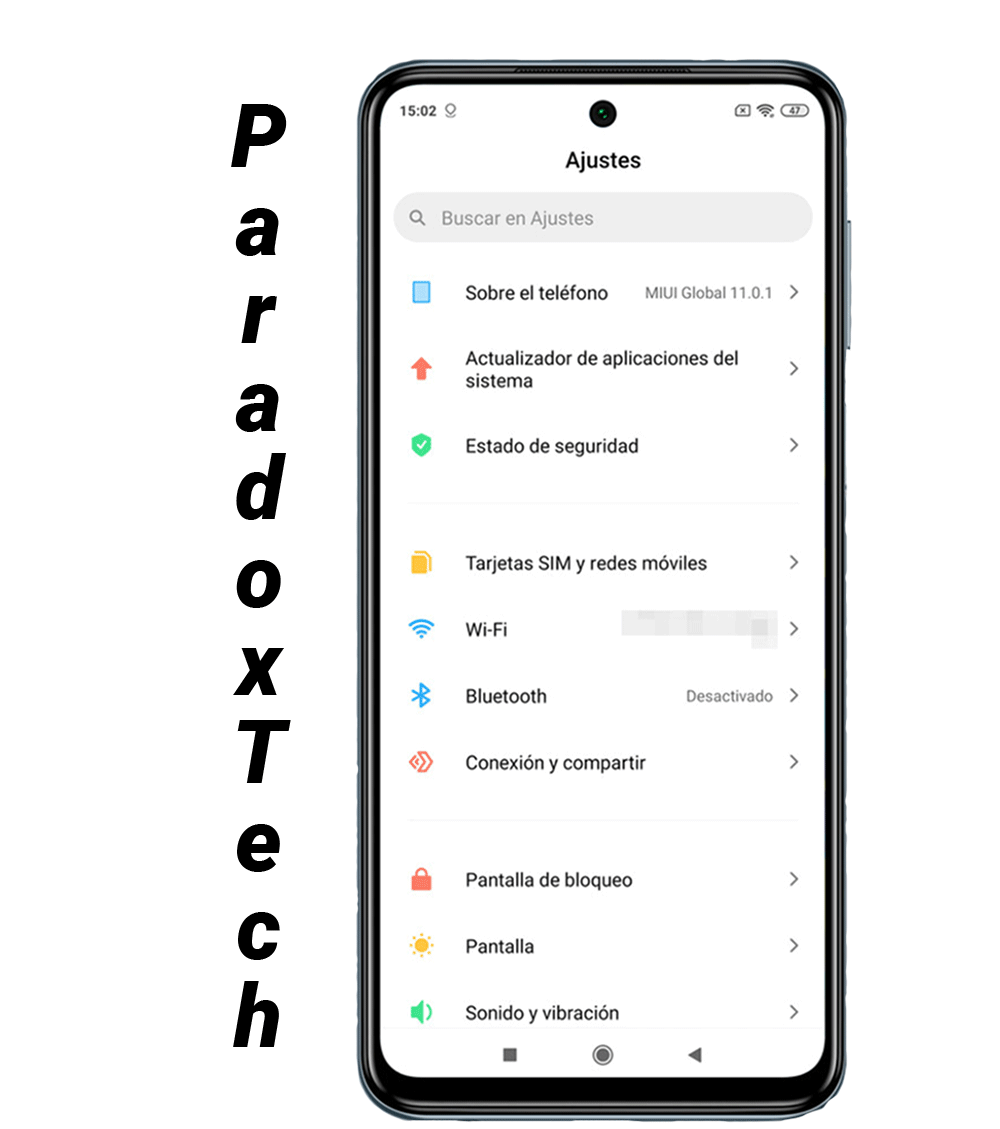 ParadoxTech
15:02
47
Ajustes
Buscar en Ajustes
Sobre el teléfono MIUI Global 11.0.1
Actualizador de aplicaciones del
sistema
Estado de seguridad
Tarjetas SIM y redes móviles
Wi-Fi
Bluetooth Desactivado
Conexión y compartir
Pantalla de bloqueo
Pantalla
Sonido y vibración